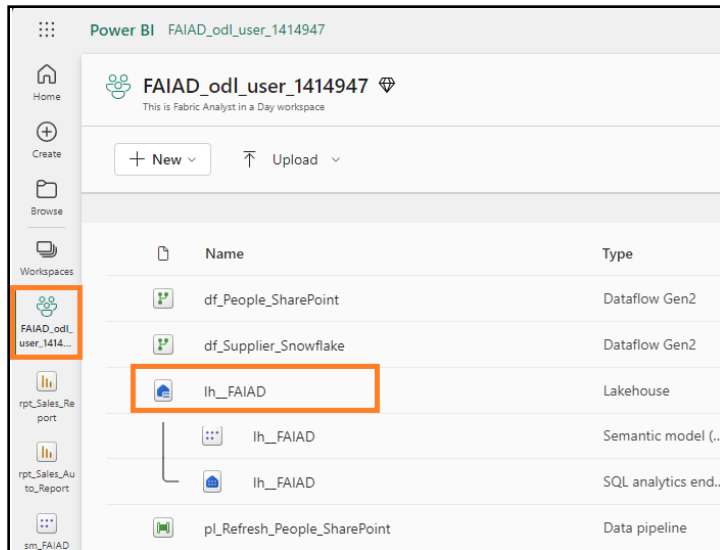 Power BI FAIAD_odl_user_1414947
Home
Create
Browse
Workspaces
FAIAD_odl_
user_1414...
rpt_Sales_Re
port
rpt_Sales_Au
to_Report
sm_FAIAD
FAIAD_odl_user_1414947
This is Fabric Analyst in a Day workspace
New Upload
Name Type
df_People_SharePoint Dataflow Gen2
df_Supplier_Snowflake Dataflow Gen2
lh__FAIAD Lakehouse
lh__FAIAD Semantic model (...
lh__FAIAD SQL analytics end...
pl_Refresh_People_SharePoint Data pipeline